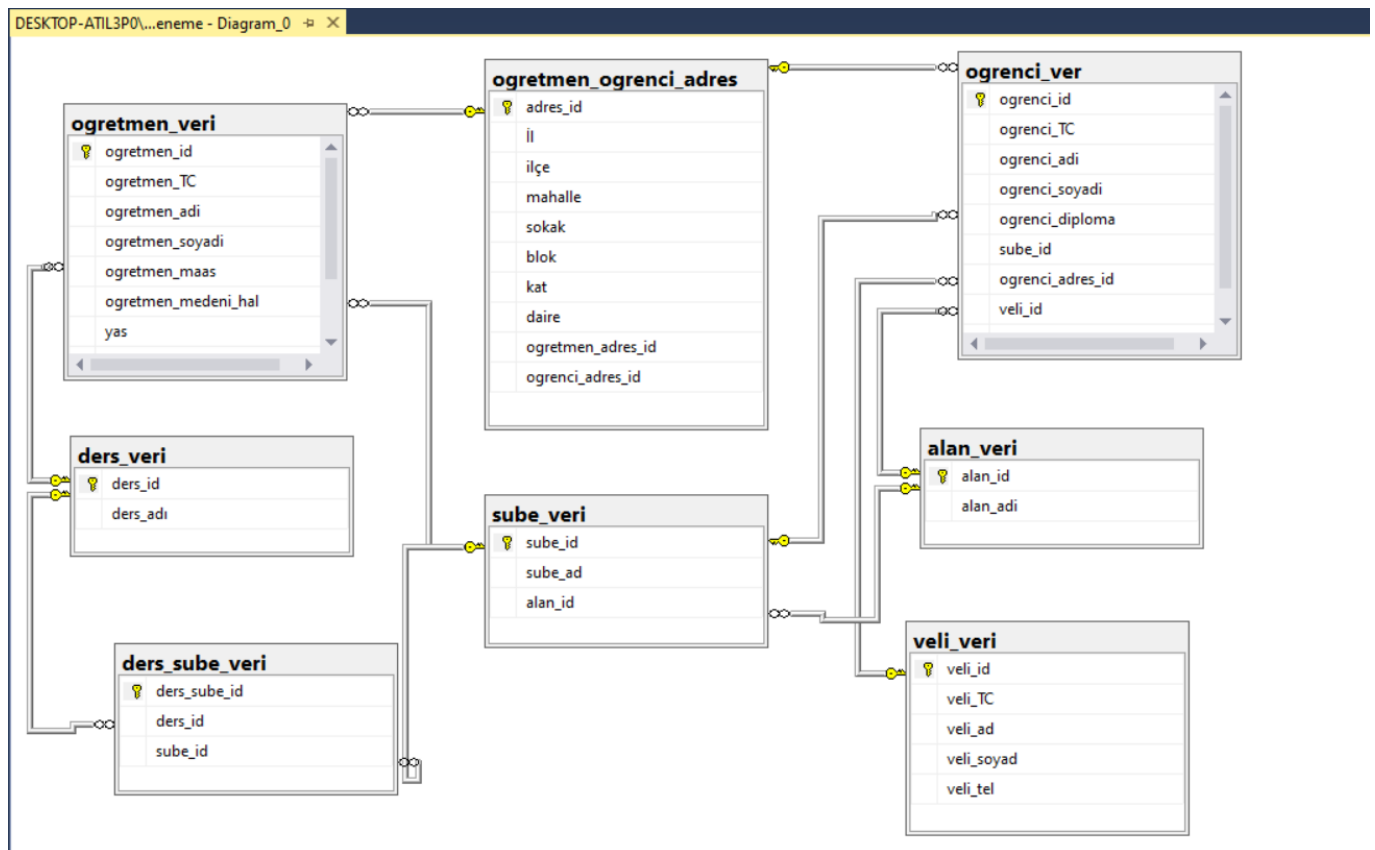 DESKTOP-ATIL3P0\...eneme - Diagram_0
ogretmen_veri
ogretmen_id
ogretmen_TC
ogretmen_adi
ogretmen_soyadi
ogretmen_maas
ogretmen_medeni_hal
yas
ogretmen_ogrenci_adres
adres_id
İl
ilçe
mahalle
sokak
blok
kat
daire
ogretmen_adres_id
ogrenci_adres_id
ogrenci_ver
ogrenci_id
ogrenci_TC
ogrenci_adi
ogrenci_soyadi
ogrenci_diploma
sube_id
ogrenci_adres_id
veli_id
ders_veri
ders_id
ders_adı
sube_veri
sube_id
sube_ad
alan_id
alan_veri
alan_id
alan_adi
ders_sube_veri
ders_sube_id
ders_id
sube_id
veli_veri
veli_id
veli_TC
veli_ad
veli_soyad
veli_tel